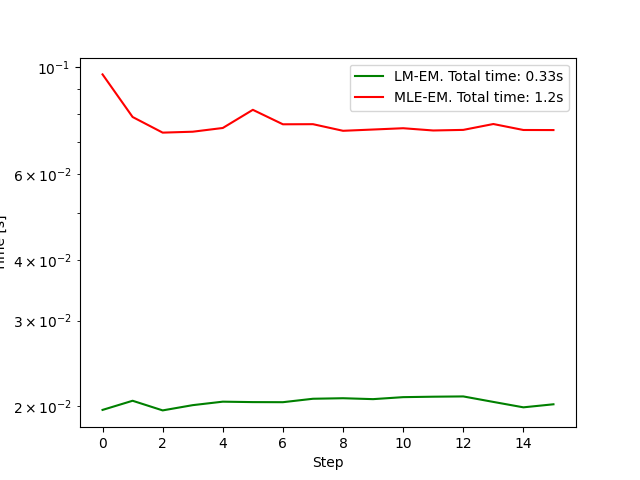 LM-EM. Total time: 0.33s
MLE-EM. Total time: 1.2s
10⁻¹
6 × 10⁻²
4 × 10⁻²
3 × 10⁻²
2 × 10⁻²
[s]
0 2 4 6 8 10 12 14
Step